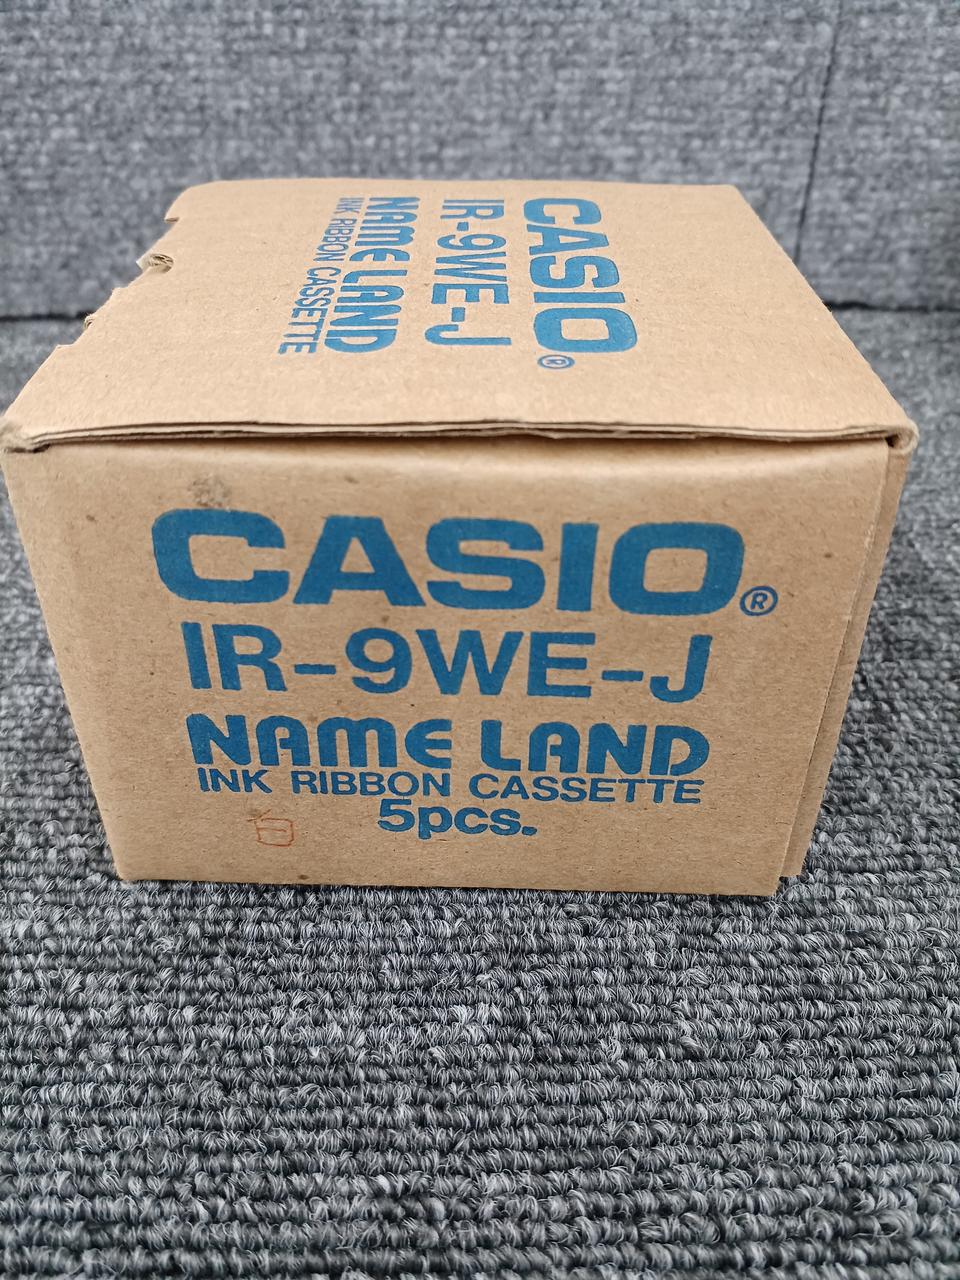 CASIO®
IR-9WE-J
NAME LAND
INK RIBBON CASSETTE
CASIO®
IR-9WE-J
NAME LAND
INK RIBBON CASSETTE
5pcs.